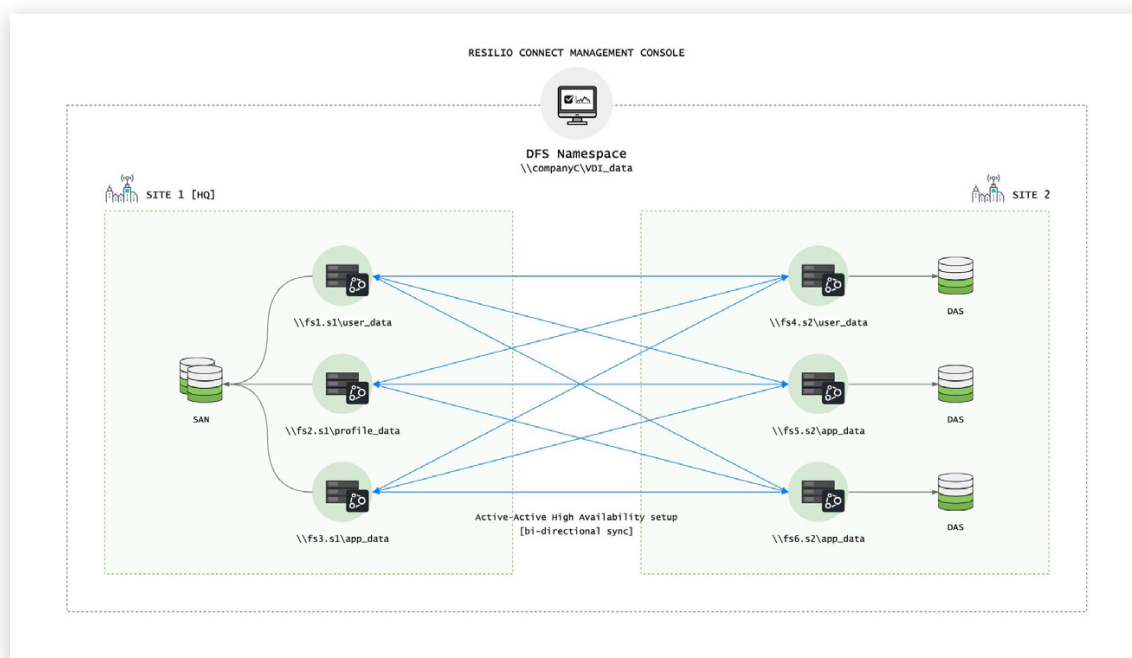 RESILIO CONNECT MANAGEMENT CONSOLE
DFS Namespace
\\companyC\VDI_data
SITE 1 [HQ]
SITE 2
\\fs1.s1\user_data
\\fs4.s2\user_data
DAS
SAN
\\fs2.s1\profile_data
\\fs5.s2\app_data
DAS
\\fs3.s1\app_data
Active-Active High Availability setup
[bi-directional sync]
\\fs6.s2\app_data
DAS